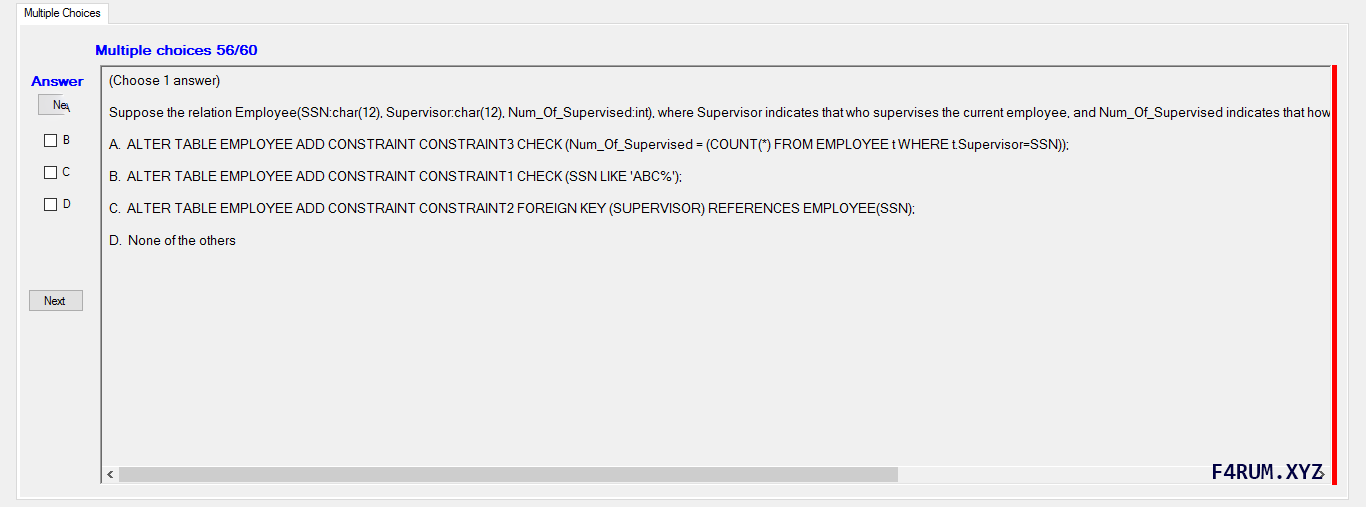 Multiple Choices
Multiple choices 56/60
Answer
(Choose 1 answer)
Suppose the relation Employee(SSN:char(12), Supervisor:char(12), Num_Of_Supervised:int), where Supervisor indicates that who supervises the current employee, and Num_Of_Supervised indicates that how
B
A. ALTER TABLE EMPLOYEE ADD CONSTRAINT CONSTRAINT3 CHECK (Num_Of_Supervised = (COUNT(*) FROM EMPLOYEE t WHERE t.Supervisor=SSN));
C
B. ALTER TABLE EMPLOYEE ADD CONSTRAINT CONSTRAINT1 CHECK (SSN LIKE 'ABC%');
D
C. ALTER TABLE EMPLOYEE ADD CONSTRAINT CONSTRAINT2 FOREIGN KEY (SUPERVISOR) REFERENCES EMPLOYEE(SSN);
D. None of the others
Next
F4RUM.XYZ